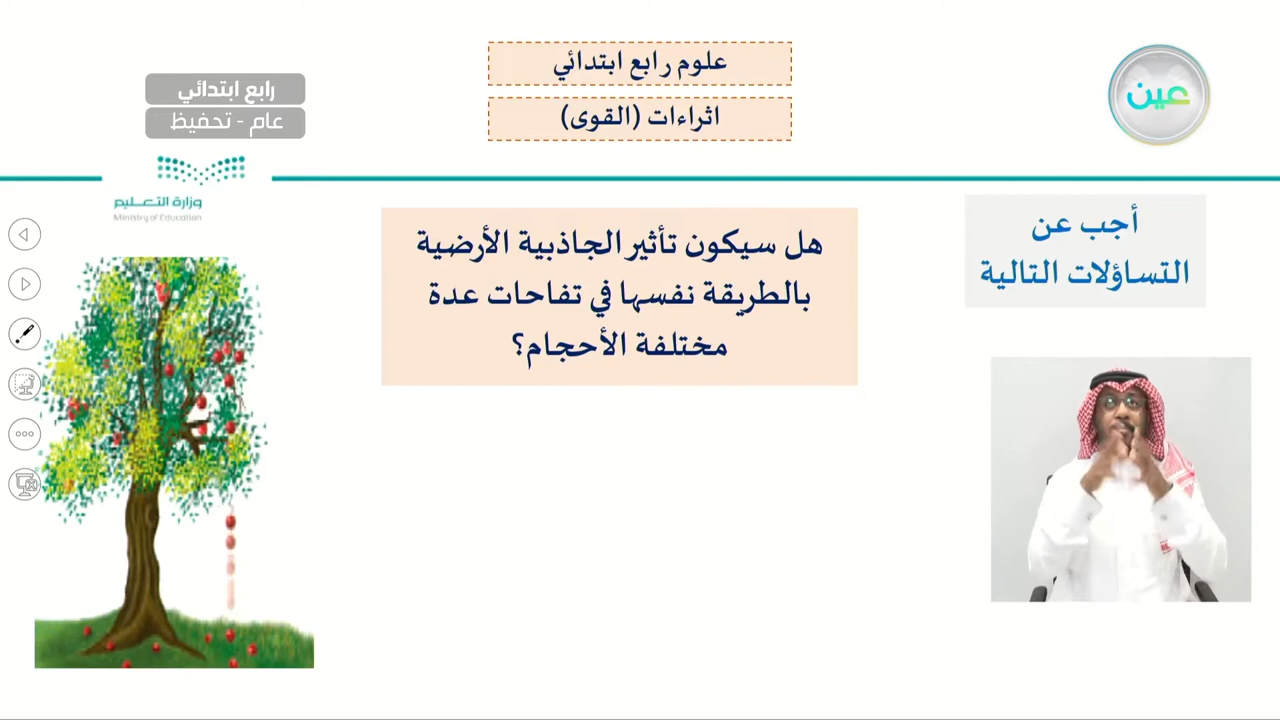 علوم رابع ابتدائي
اثراءات (القوى)
عين
رابع ابتدائي
عام - تحفيظ
وزارة التعليم
Ministry of Education
أجب عن
التساؤلات التالية
هل سيكون تأثير الجاذبية الأرضية
بالطريقة نفسها في تفاحات عدة
مختلفة الأحجام؟